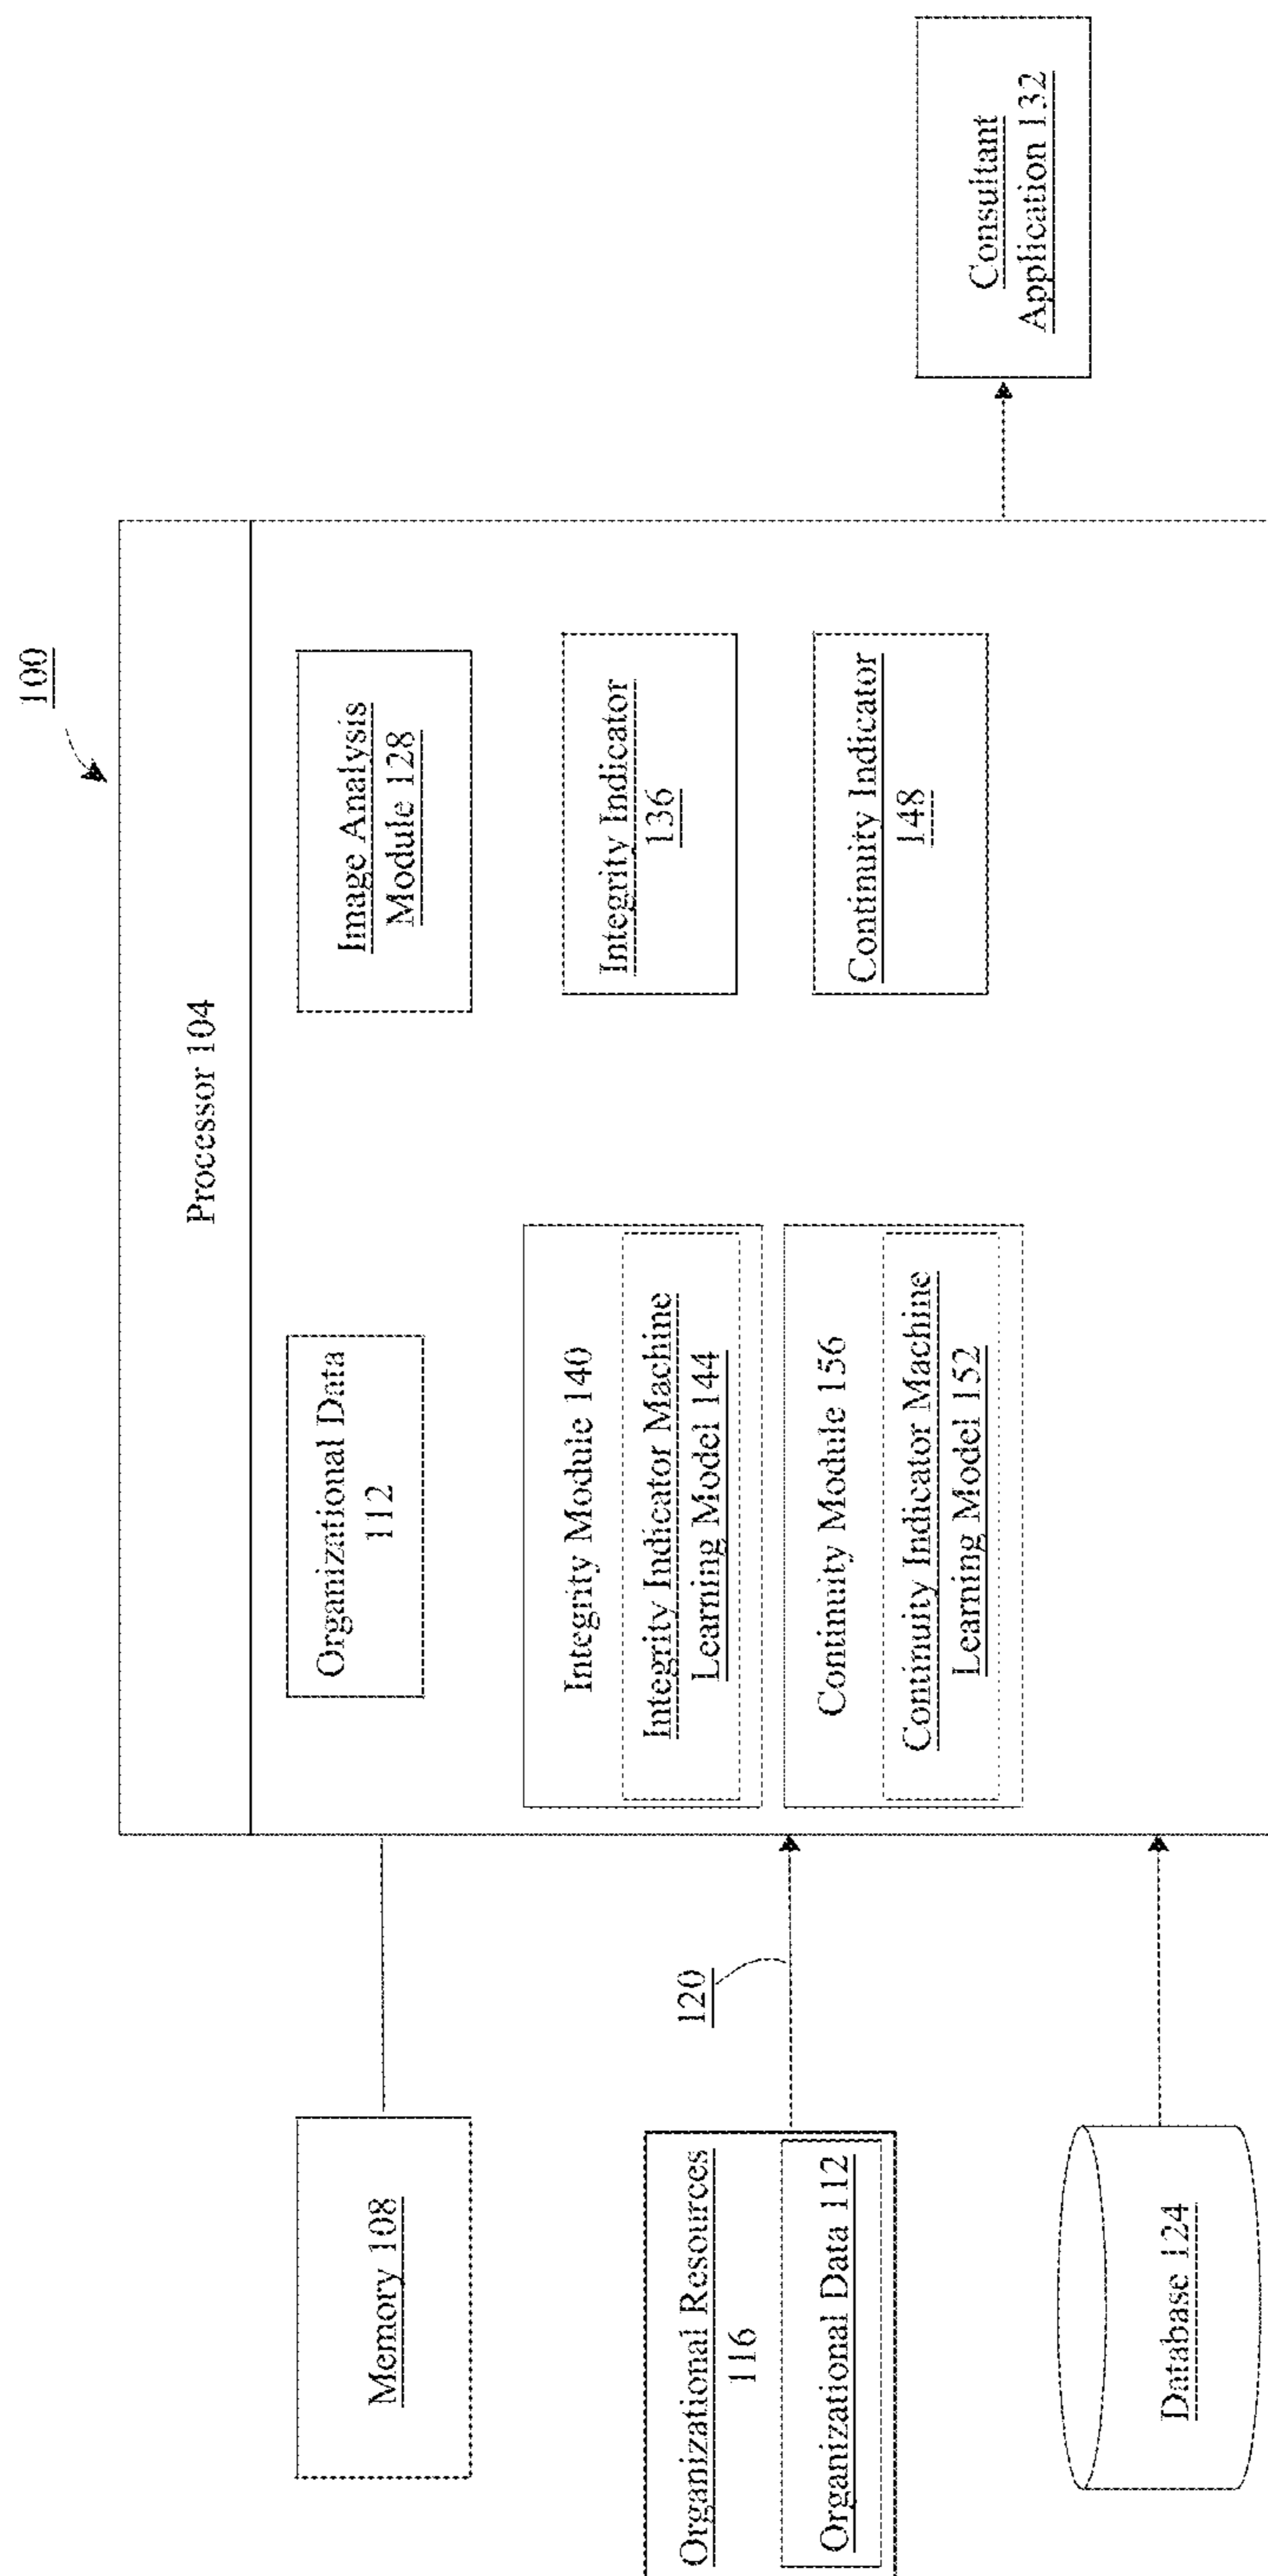 100
Processor 104
Memory 108
Organizational Data
112
Image Analysis
Module 128
Organizational Resources
116
Organizational Data 112
120
Integrity Module 140
Integrity Indicator Machine
Learning Model 144
Integrity Indicator
136
Continuity Module 156
Continuity Indicator Machine
Learning Model 152
Continuity Indicator
148
Database 124
Consultant
Application 132